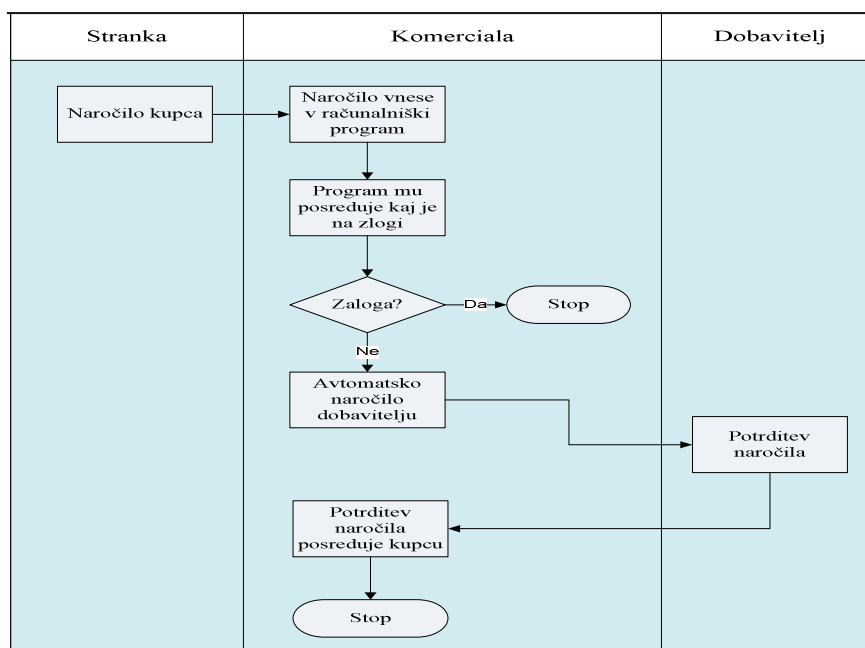 Stranka
Komerciala
Dobavitelj
Naročilo kupca
Naročilo vnese
v računalniški
program
Program mu
posreduje kaj je
na zlogi
Zaloga?
Da
Stop
Ne
Avtomatsko
naročilo
dobavitelju
Potrditev
naročila
Potrditev
naročila
posreduje kupcu
Stop